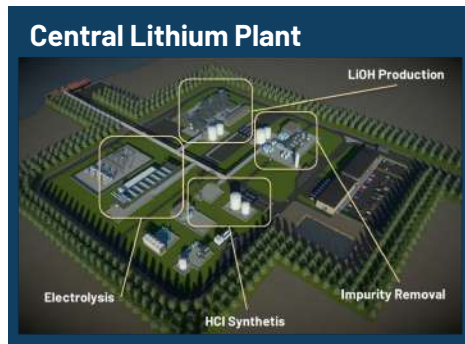 Central Lithium Plant
LiOH Production
Electrolysis
Impurity Removal
HCl Synthetis